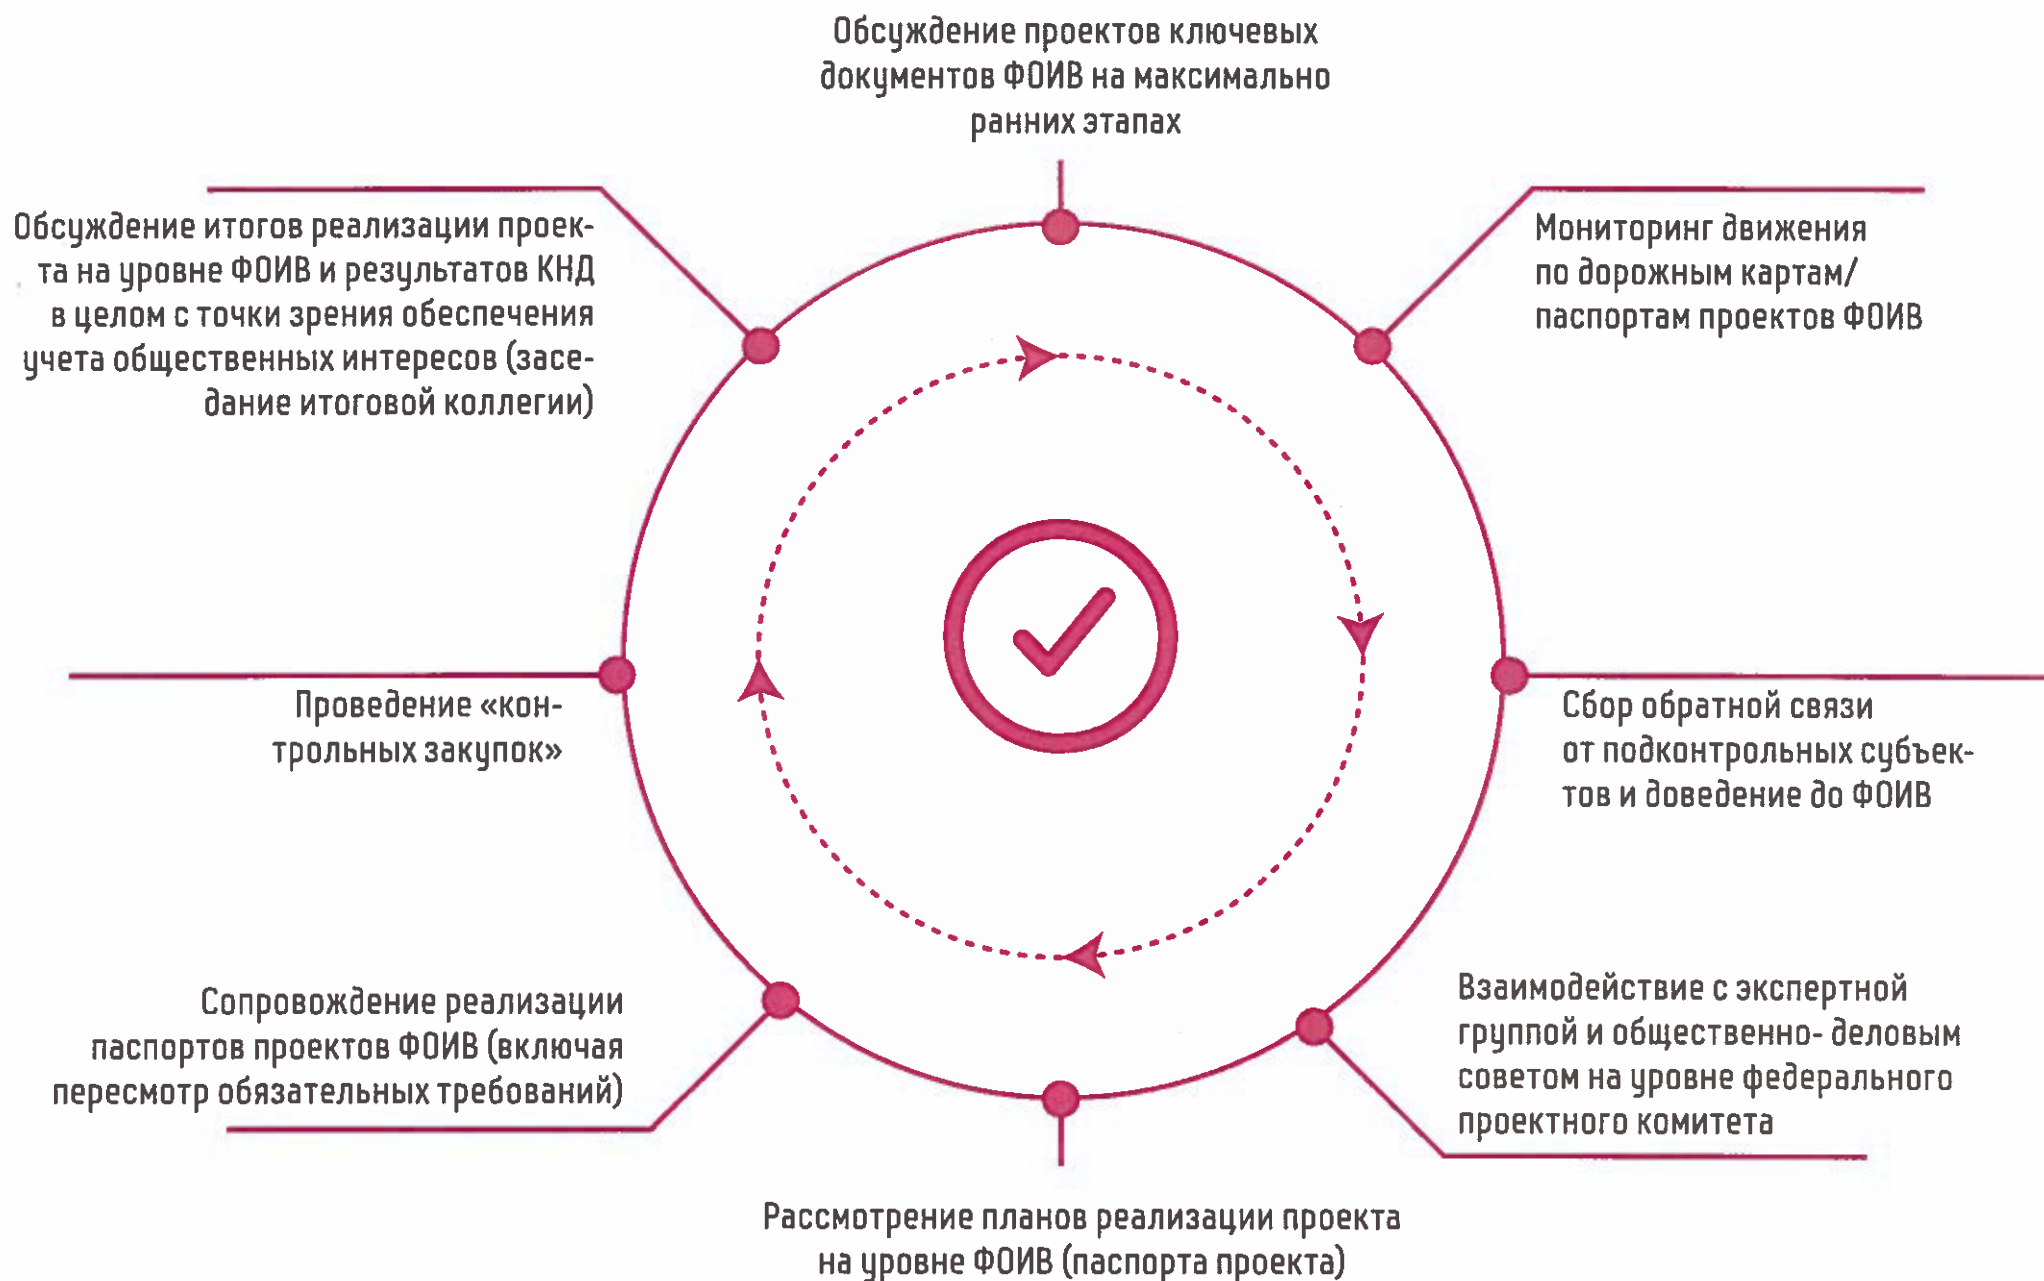 Обсуждение проектов ключевых
документов ФОИВ на максимально
ранних этапах
Мониторинг движения
по дорожным картам/
паспортам проектов ФОИВ
Сбор обратной связи
от подконтрольных субъек-
тов и доведение до ФОИВ
Взаимодействие с экспертной
группой и общественно- деловым
советом на уровне федерального
проектного комитета
Рассмотрение планов реализации проекта
на уровне ФОИВ (паспорта проекта)
Сопровождение реализации
паспортов проектов ФОИВ (включая
пересмотр обязательных требований)
Проведение «кон-
трольных закупок»
Обсуждение итогов реализации проек-
та на уровне ФОИВ и результатов КНД
в целом с точки зрения обеспечения
учета общественных интересов (засе-
дание итоговой коллегии)